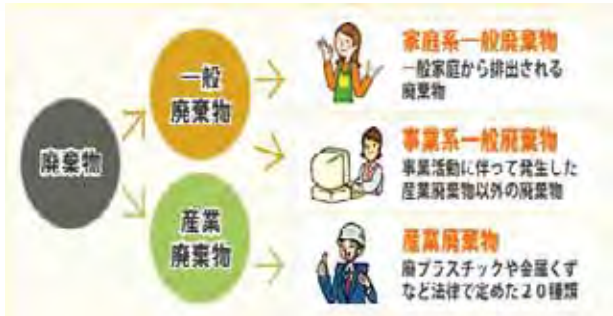 廃棄物
一般
廃棄物
産業
廃棄物
家庭系一般廃棄物
一般家庭から排出される
廃棄物
事業系一般廃棄物
事業活動に伴って発生した
産業廃棄物以外の廃棄物
産業廃棄物
廃プラスチックや金属くず
など法律で定めた20種類